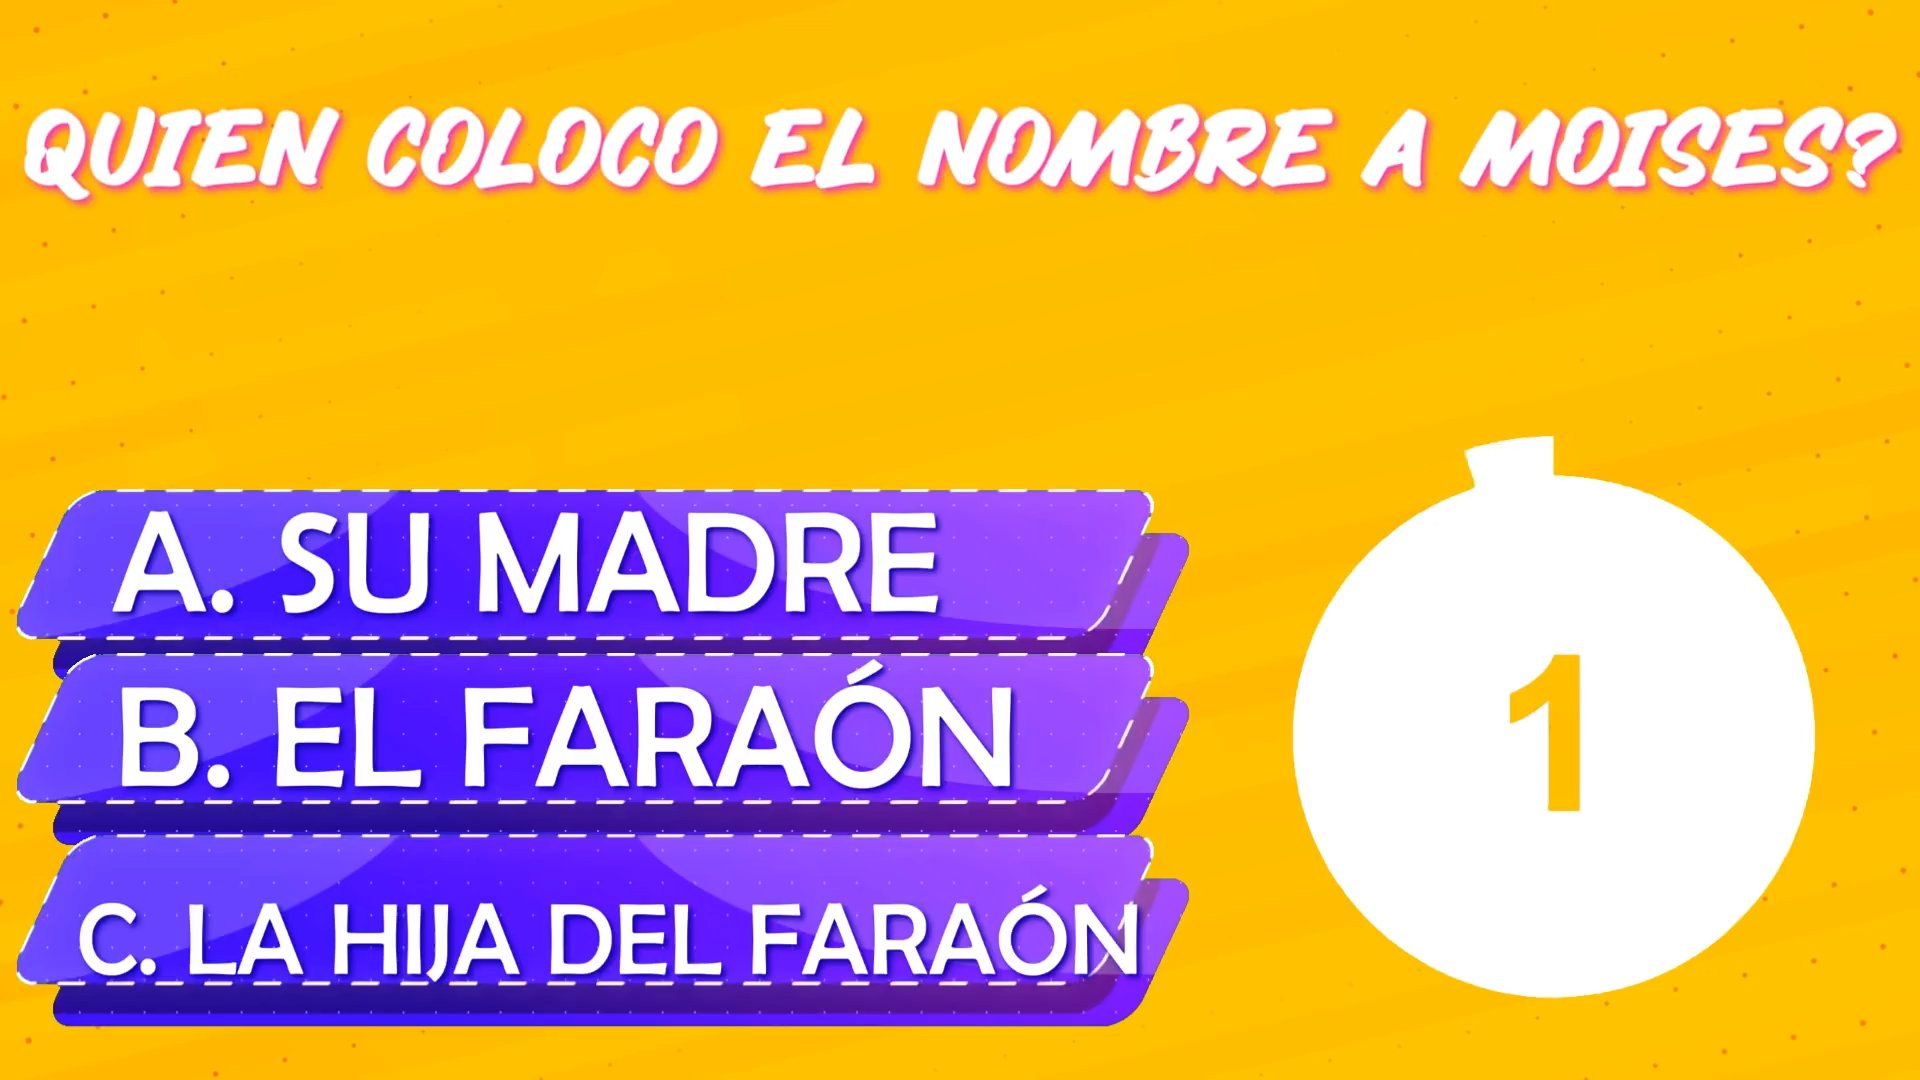 QUIEN COLOCO EL NOMBRE A MOISES?
A. SU MADRE
B. EL FARAÓN
C. LA HIJA DEL FARAÓN
1